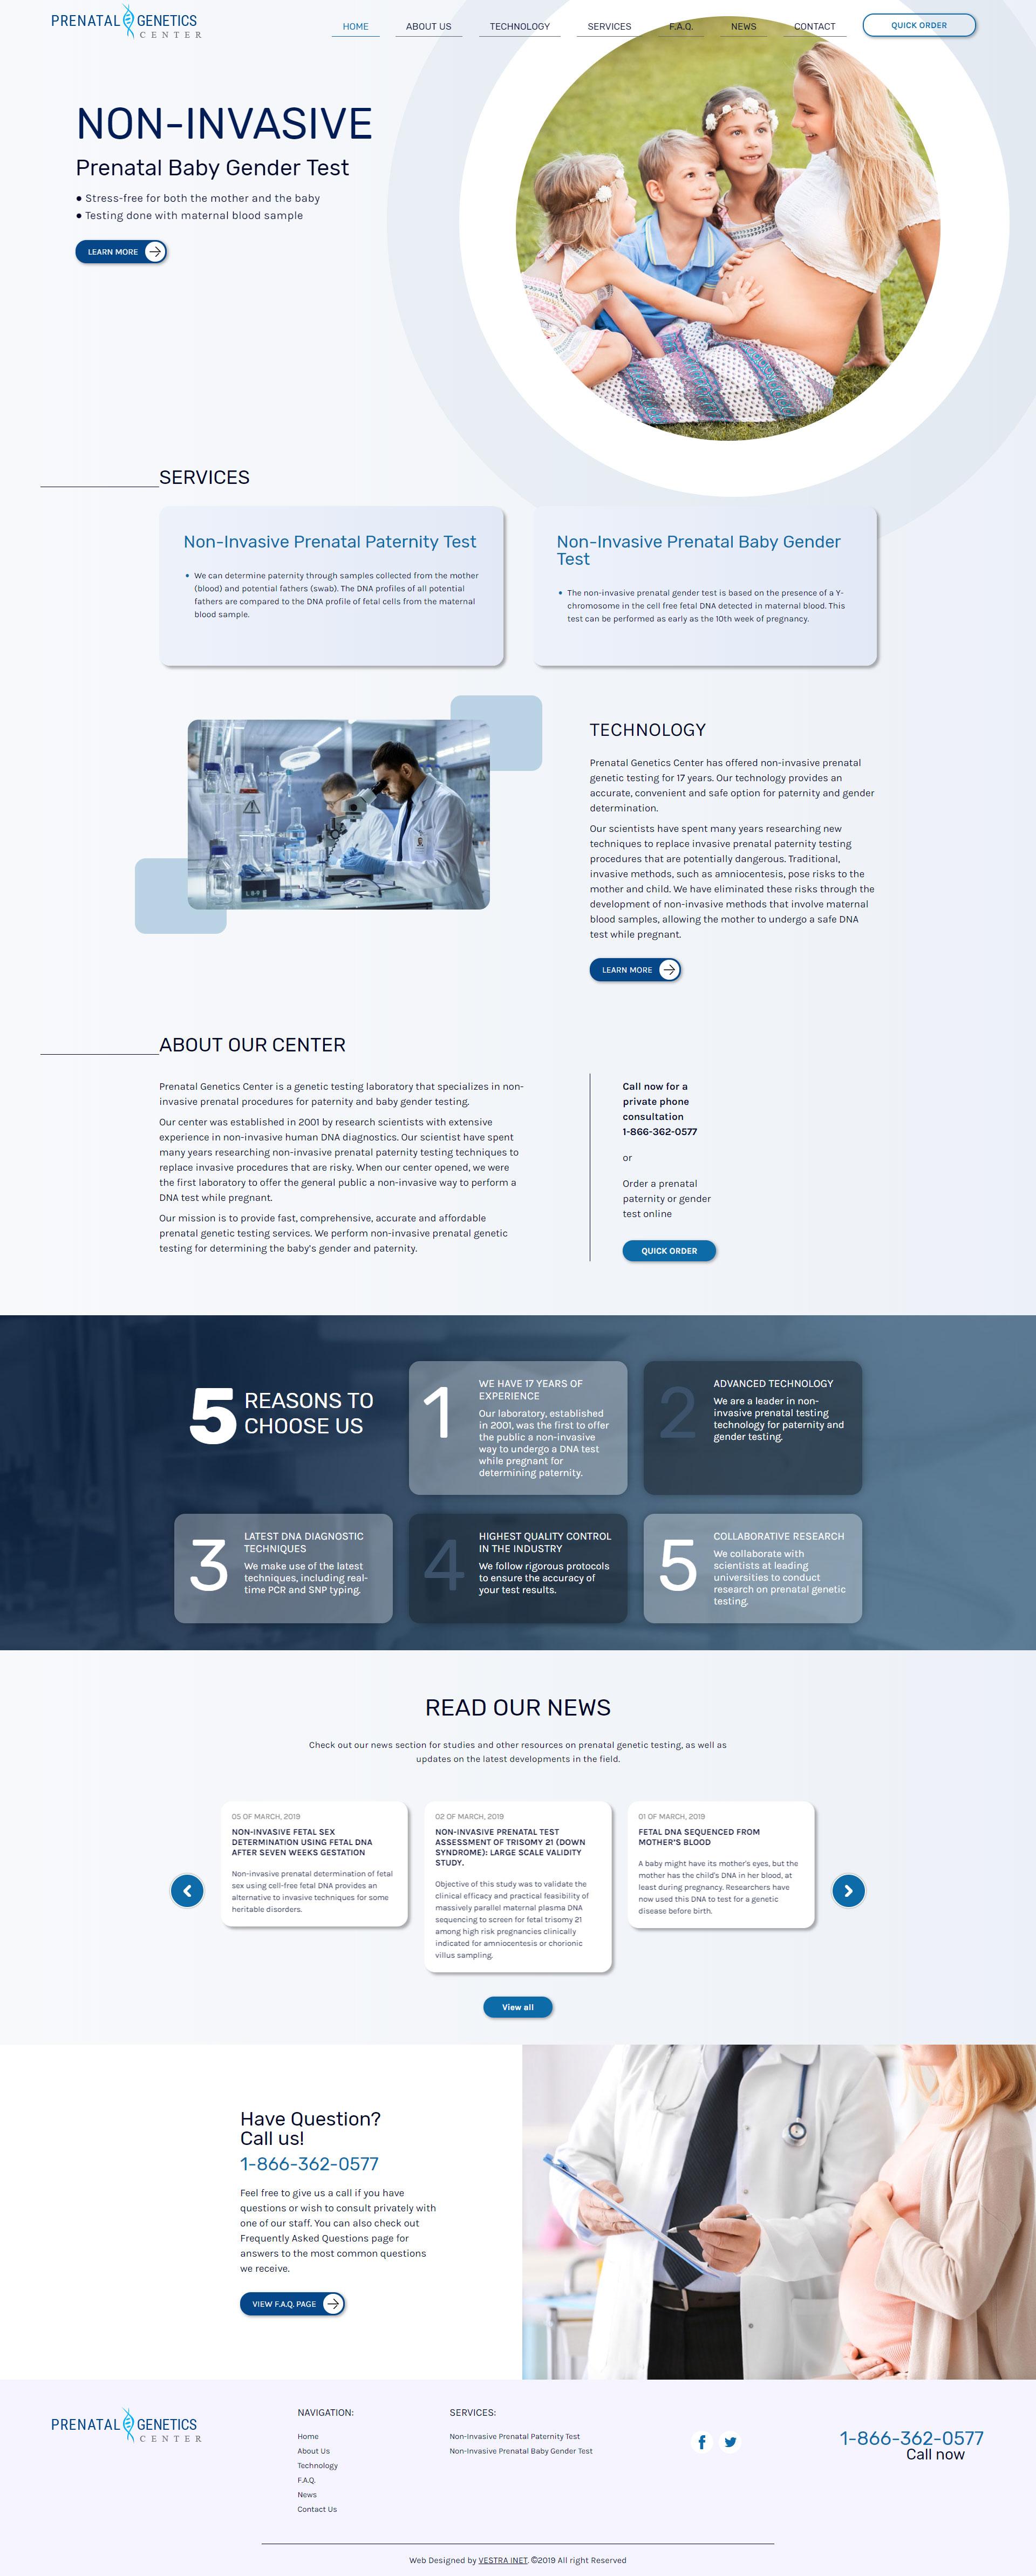 PRENATAL GENETICS
CENTER
HOME
ABOUT US
TECHNOLOGY
SERVICES
F.A.Q.
NEWS
CONTACT
QUICK ORDER
NON-INVASIVE
Prenatal Baby Gender Test
● Stress-free for both the mother and the baby
● Testing done with maternal blood sample
LEARN MORE
SERVICES
Non-Invasive Prenatal Paternity Test
• We can determine paternity through samples collected from the mother
(blood) and potential fathers (swab). The DNA profiles of all potential
fathers are compared to the DNA profile of fetal cells from the maternal
blood sample.
Non-Invasive Prenatal Baby Gender
Test
• The non-invasive prenatal gender test is based on the presence of a Y-
chromosome in the cell free fetal DNA detected in maternal blood. This
test can be performed as early as the 10th week of pregnancy.
TECHNOLOGY
Prenatal Genetics Center has offered non-invasive prenatal
genetic testing for 17 years. Our technology provides an
accurate, convenient and safe option for paternity and gender
determination.
Our scientists have spent many years researching new
techniques to replace invasive prenatal paternity testing
procedures that are potentially dangerous. Traditional,
invasive methods, such as amniocentesis, pose risks to the
mother and child. We have eliminated these risks through the
development of non-invasive methods that involve maternal
blood samples, allowing the mother to undergo a safe DNA
test while pregnant.
LEARN MORE
ABOUT OUR CENTER
Prenatal Genetics Center is a genetic testing laboratory that specializes in non-
invasive prenatal procedures for paternity and baby gender testing.
Our center was established in 2001 by research scientists with extensive
experience in non-invasive human DNA diagnostics. Our scientist have spent
many years researching non-invasive prenatal paternity testing techniques to
replace invasive procedures that are risky. When our center opened, we were
the first laboratory to offer the general public a non-invasive way to perform a
DNA test while pregnant.
Our mission is to provide fast, comprehensive, accurate and affordable
prenatal genetic testing services. We perform non-invasive prenatal genetic
testing for determining the baby's gender and paternity.
Call now for a
private phone
consultation
1-866-362-0577
or
Order a prenatal
paternity or gender
test online
QUICK ORDER
5 REASONS TO
CHOOSE US
1
WE HAVE 17 YEARS OF
EXPERIENCE
Our laboratory, established
in 2001, was the first to offer
the public a non-invasive
way to undergo a DNA test
while pregnant for
determining paternity.
2
ADVANCED TECHNOLOGY
We are a leader in non-
invasive prenatal testing
technology for paternity and
gender testing.
3
LATEST DNA DIAGNOSTIC
TECHNIQUES
We make use of the latest
techniques, including real-
time PCR and SNP typing.
4
HIGHEST QUALITY CONTROL
IN THE INDUSTRY
We follow rigorous protocols
to ensure the accuracy of
your test results.
5
COLLABORATIVE RESEARCH
We collaborate with
scientists at leading
universities to conduct
research on prenatal genetic
testing.
READ OUR NEWS
Check out our news section for studies and other resources on prenatal genetic testing, as well as
updates on the latest developments in the field.
05 OF MARCH, 2019
NON-INVASIVE FETAL SEX
DETERMINATION USING FETAL DNA
AFTER SEVEN WEEKS GESTATION
Non-invasive prenatal determination of fetal
sex using cell-free fetal DNA provides an
alternative to invasive techniques for some
heritable disorders.
02 OF MARCH, 2019
NON-INVASIVE PRENATAL TEST
ASSESSMENT OF TRISOMY 21 (DOWN
SYNDROME): LARGE SCALE VALIDITY
STUDY.
Objective of this study was to validate the
clinical efficacy and practical feasibility of
massively parallel maternal plasma DNA
sequencing to screen for fetal trisomy 21
among high risk pregnancies clinically
indicated for amniocentesis or chorionic
villus sampling.
01 OF MARCH, 2019
FETAL DNA SEQUENCED FROM
MOTHER'S BLOOD
A baby might have its mother's eyes, but the
mother has the child's DNA in her blood, at
least during pregnancy. Researchers have
now used this DNA to test for a genetic
disease before birth.
View all
Have Question?
Call us!
1-866-362-0577
Feel free to give us a call if you have
questions or wish to consult privately with
one of our staff. You can also check out
Frequently Asked Questions page for
answers to the most common questions
we receive.
VIEW F.A.Q. PAGE
PRENATAL GENETICS
CENTER
NAVIGATION:
Home
About Us
Technology
F.A.Q.
News
Contact Us
SERVICES:
Non-Invasive Prenatal Paternity Test
Non-Invasive Prenatal Baby Gender Test
1-866-362-0577
Call now
Web Designed by VESTRA INET. ©2019 All right Reserved